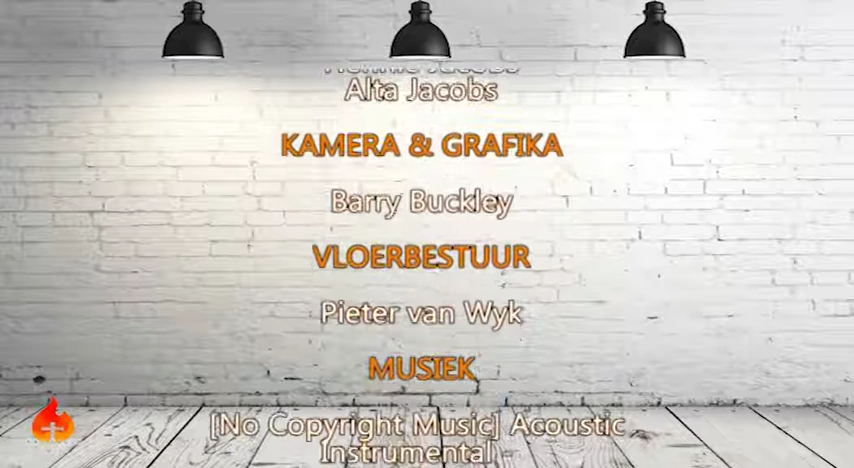 Alta Jacobs
KAMERA & GRAFIKA
Barry Buckley
VLOERBESTUUR
Pieter van Wyk
MUSIEK
[No Copyright Music] Acoustic
Instrumental